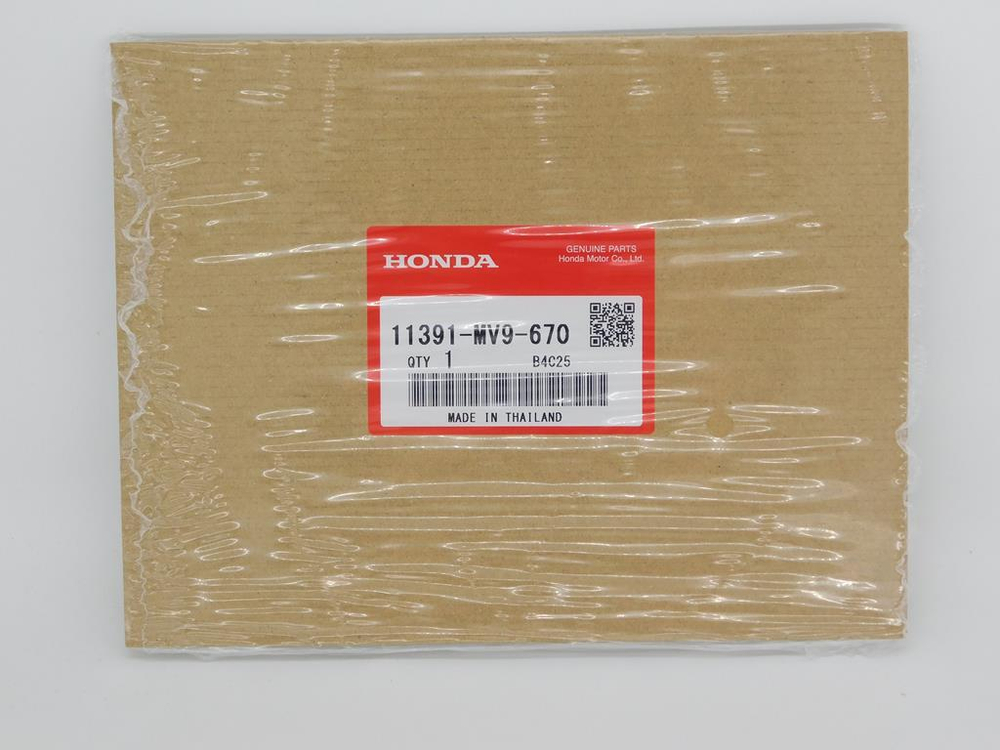 HONDA
GENUINE PARTS
Honda Motor Co., Ltd.
11391-MV9-670
QTY 1 B4C25
MADE IN THAILAND